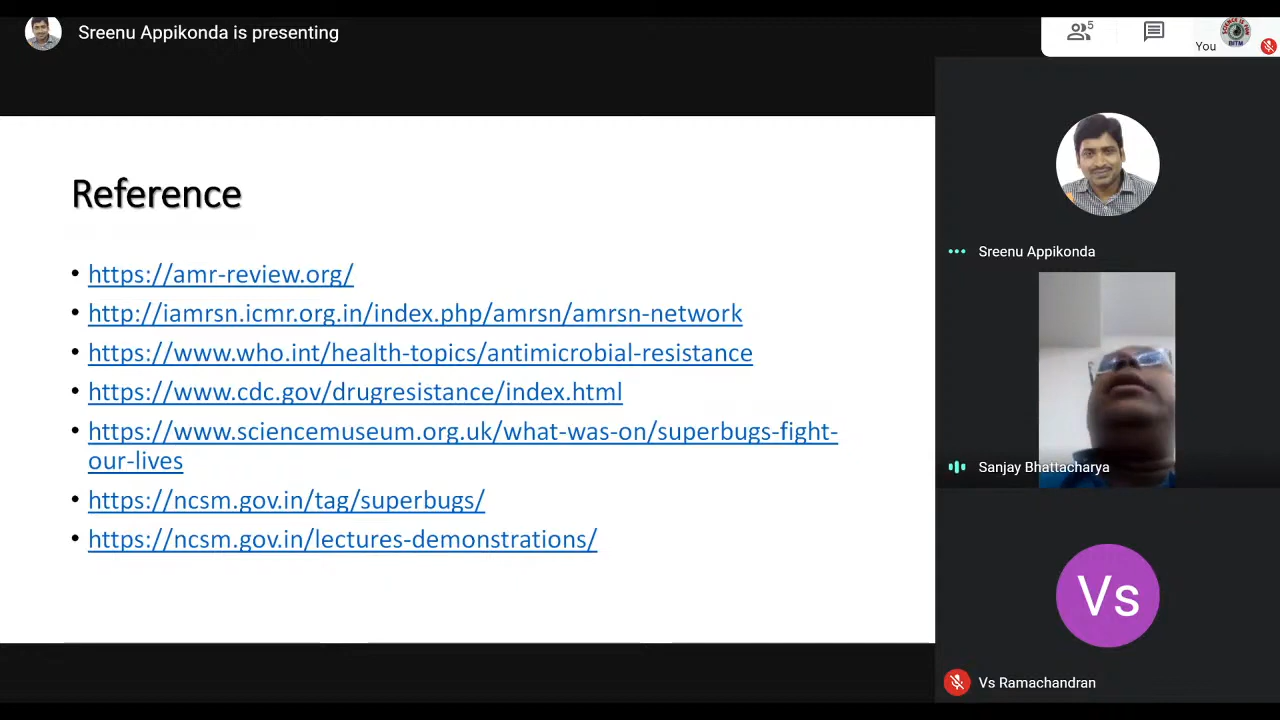 Sreenu Appikonda is presenting
5
You
Reference
• https://amr-review.org/
• http://iamrsn.icmr.org.in/index.php/amrsn/amrsn-network
• https://www.who.int/health-topics/antimicrobial-resistance
• https://www.cdc.gov/drugresistance/index.html
• https://www.sciencemuseum.org.uk/what-was-on/superbugs-fight-
our-lives
• https://ncsm.gov.in/tag/superbugs/
• https://ncsm.gov.in/lectures-demonstrations/
Sreenu Appikonda
Sanjay Bhattacharya
Vs
Vs Ramachandran